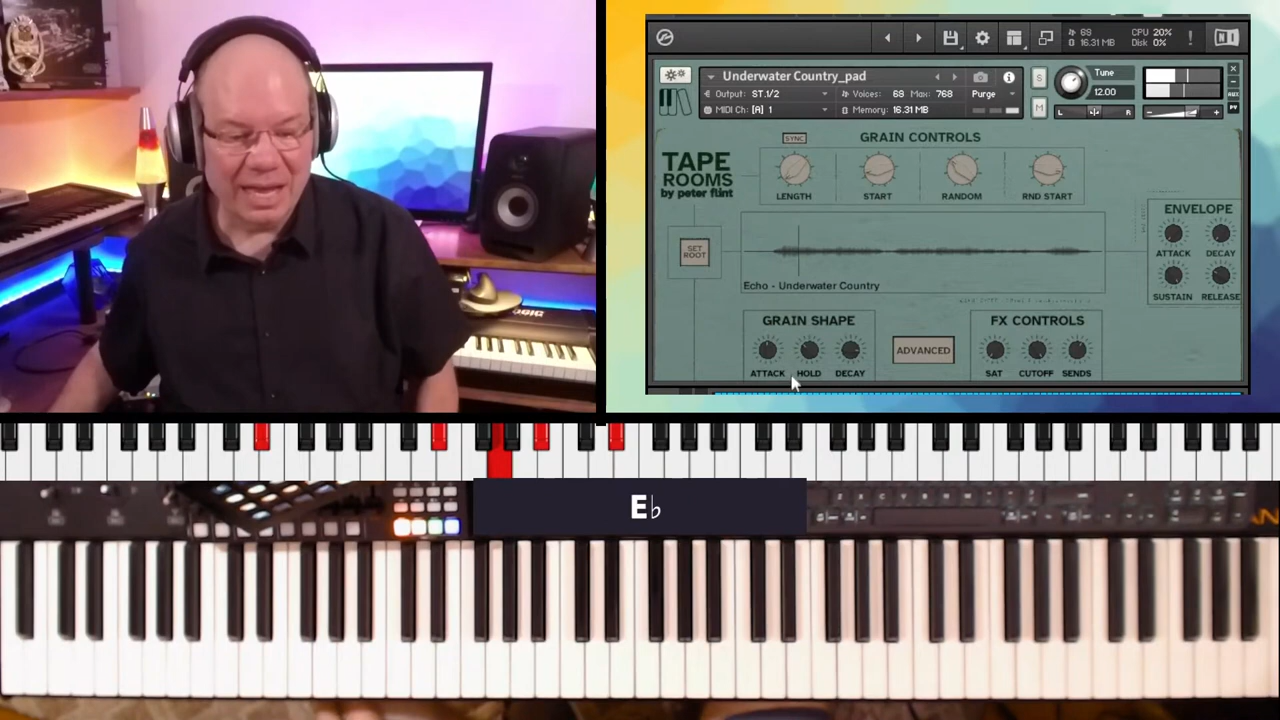 6S
16.31 MB
CPU 20%
Disk 0%
!
Underwater Country_pad
Output: ST.1/2
Voices: 68 Max: 768
Purge
MIDI Ch: [A] 1
Memory: 16.31 MB
S
M
Tune
12.00
L
R
AUX
PV
TAPE
ROOMS
by peter flint
SYNC
GRAIN CONTROLS
LENGTH
START
RANDOM
RND START
SET
ROOT
Echo - Underwater Country
ENVELOPE
ATTACK
DECAY
SUSTAIN
RELEASE
GRAIN SHAPE
ATTACK
HOLD
DECAY
ADVANCED
FX CONTROLS
SAT
CUTOFF
SENDS
E♭